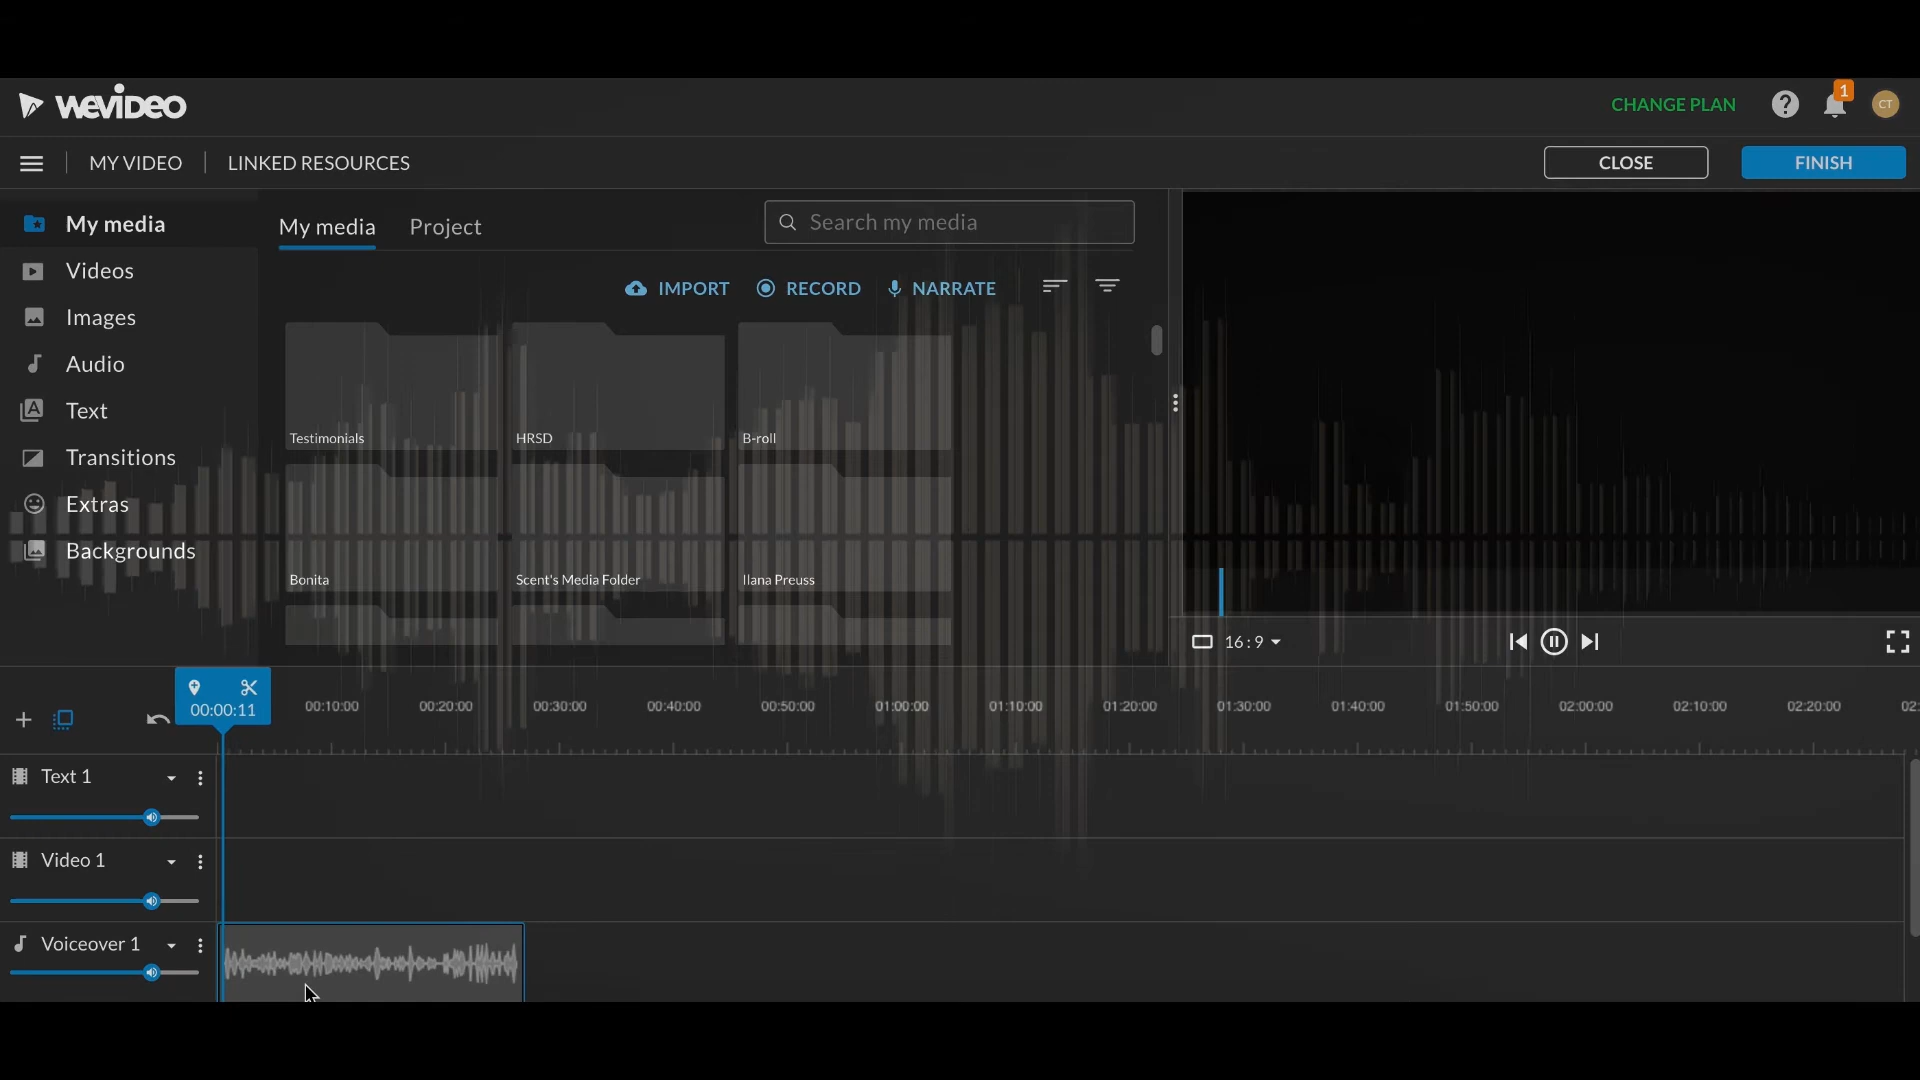 WEVIDEO
CHANGE PLAN
1
CT
MY VIDEO
LINKED RESOURCES
CLOSE
FINISH
My media
Videos
Images
Audio
Text
Transitions
Extras
Backgrounds
My media
Project
Search my media
IMPORT
RECORD
NARRATE
Testimonials
HRSD
B-roll
Bonita
Scent's Media Folder
Ilana Preuss
16:9
00:00:11
00:10:00
00:20:00
00:30:00
00:40:00
00:50:00
01:00:00
01:10:00
01:20:00
01:30:00
01:40:00
01:50:00
02:00:00
02:10:00
02:20:00
02:
Text 1
Video 1
Voiceover 1